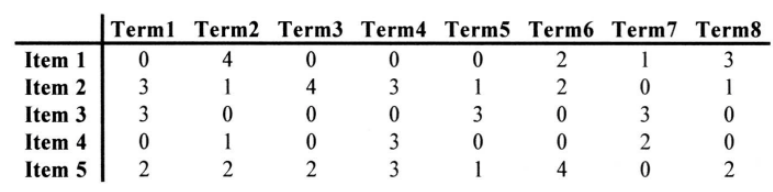 Term1 Term2 Term3 Term4 Term5 Term6 Term7 Term8
Item 1 0 4 0 0 0 2 1 3
Item 2 3 1 4 3 1 2 0 1
Item 3 3 0 0 0 3 0 3 0
Item 4 0 1 0 3 0 0 2 0
Item 5 2 2 2 3 1 4 0 2